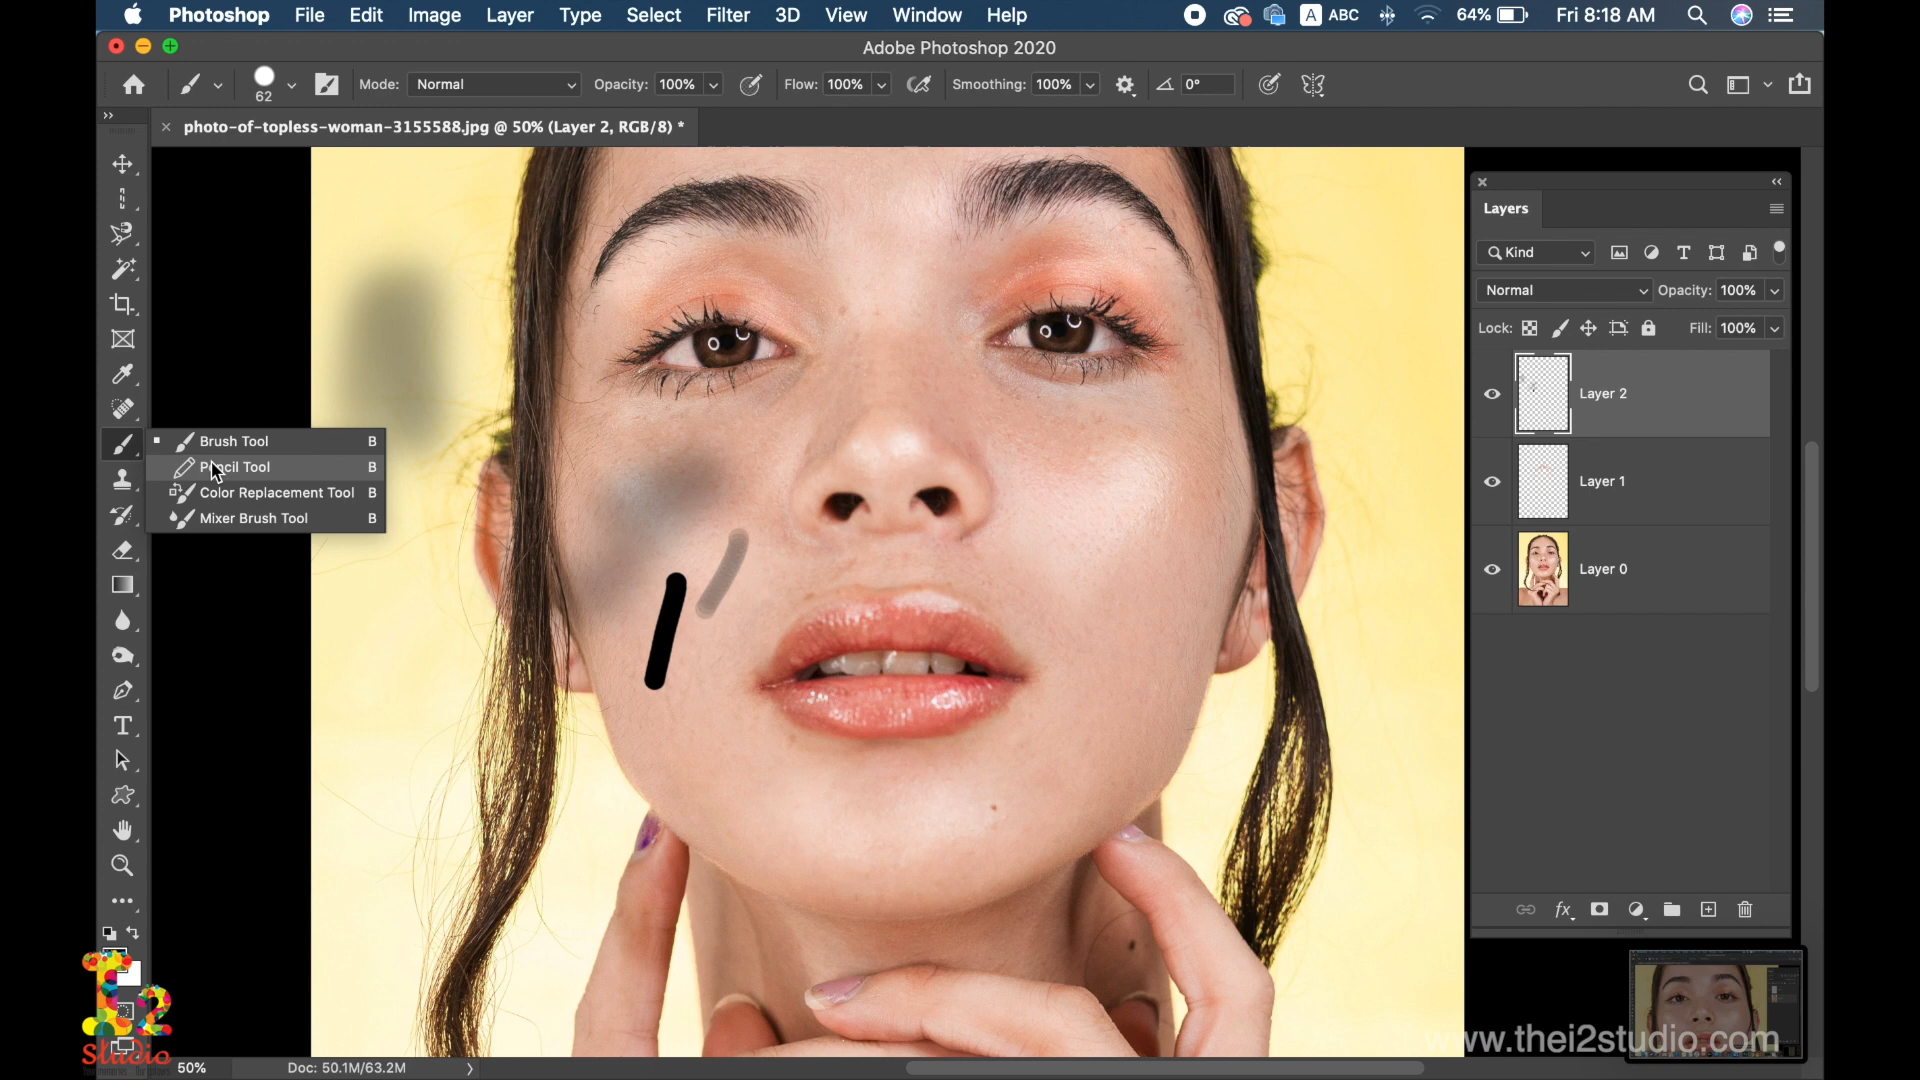 Photoshop File Edit Image Layer Type Select Filter 3D View Window Help A ABC 64% Fri 8:18 AM
Adobe Photoshop 2020
62 Mode: Normal Opacity: 100% Flow: 100% Smoothing: 100% 0°
photo-of-topless-woman-3155588.jpg @ 50% (Layer 2, RGB/8) *
Layers
Kind
Normal Opacity: 100%
Lock: Fill: 100%
Layer 2
Brush Tool B
Pencil Tool B
Color Replacement Tool B
Mixer Brush Tool B
Layer 1
Layer 0
fx
I2
Studio
www.thei2studio.com
50% Doc: 50.1M/63.2M